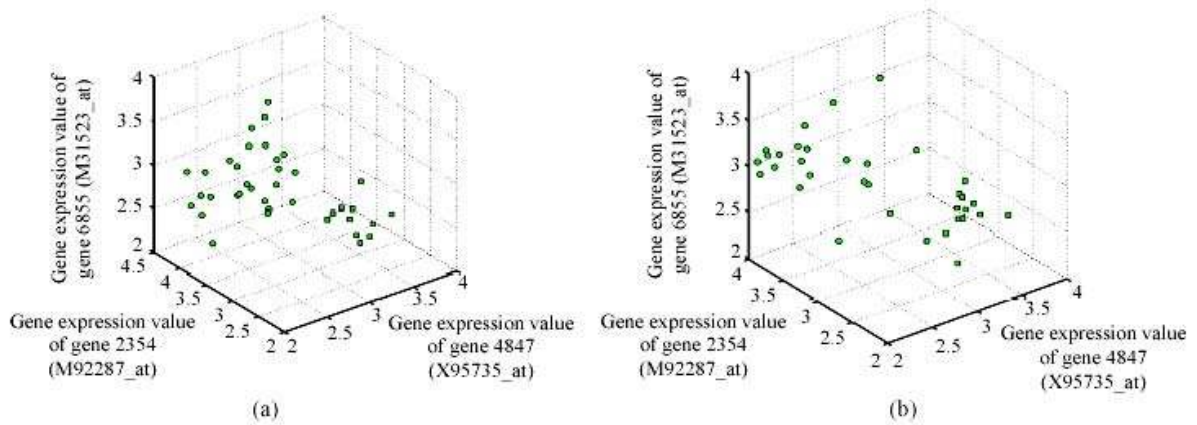 Gene expression value of
gene 6855 (M31523_at)
4
3.5
3
2.5
2
4.5
4
3.5
3
2.5
2
2
2.5
3
3.5
4
Gene expression value
of gene 2354
(M92287_at)
Gene expression value
of gene 4847
(X95735_at)
(a)
Gene expression value of
gene 6855 (M31523_at)
4
3.5
3
2.5
2
4
3.5
3
2.5
2
2
2.5
3
3.5
4
Gene expression value
of gene 2354
(M92287_at)
Gene expression value
of gene 4847
(X95735_at)
(b)